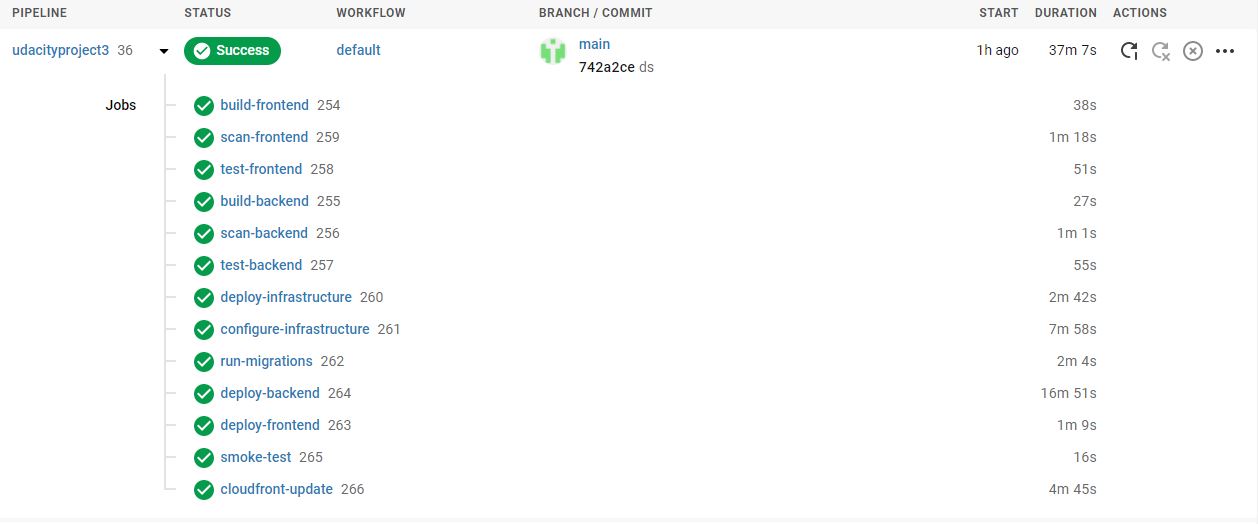 PIPELINE STATUS WORKFLOW BRANCH / COMMIT START DURATION ACTIONS
udacityproject3 36 Success default main 1h ago 37m 7s
742a2ce ds
Jobs build-frontend 254 38s
scan-frontend 259 1m 18s
test-frontend 258 51s
build-backend 255 27s
scan-backend 256 1m 1s
test-backend 257 55s
deploy-infrastructure 260 2m 42s
configure-infrastructure 261 7m 58s
run-migrations 262 2m 4s
deploy-backend 264 16m 51s
deploy-frontend 263 1m 9s
smoke-test 265 16s
cloudfront-update 266 4m 45s